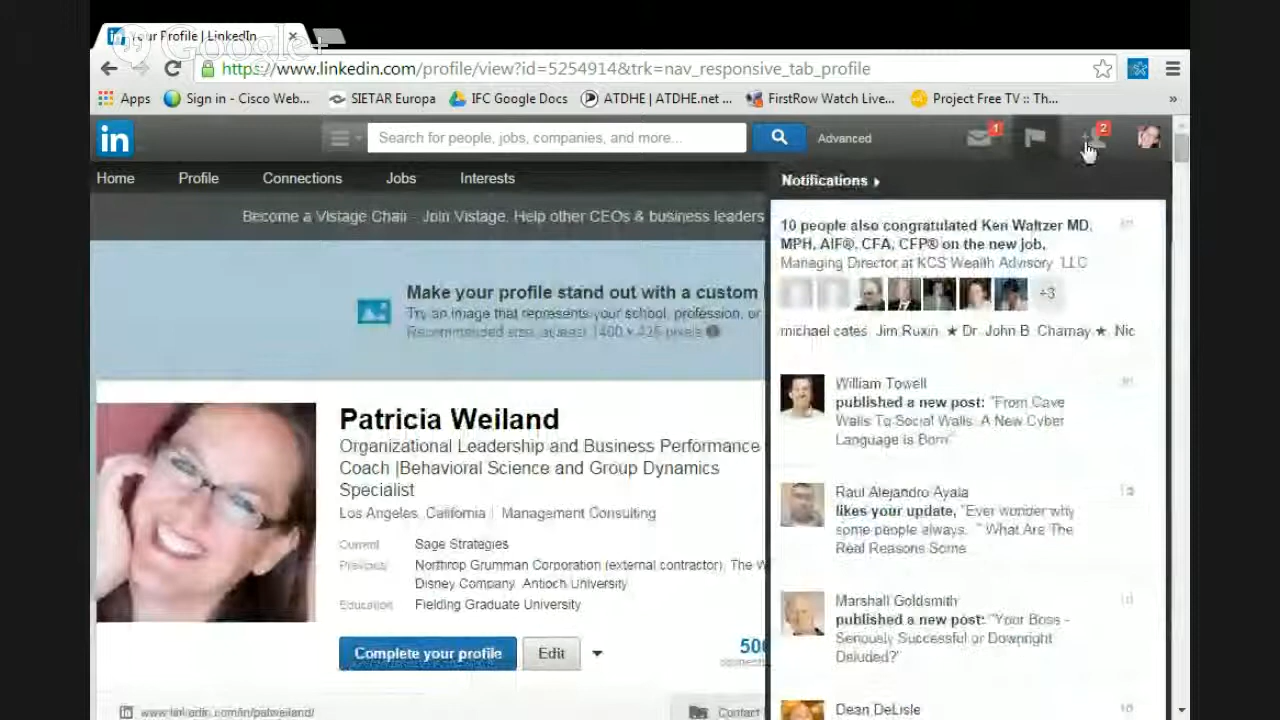 Your Profile | LinkedIn
Google+
https://www.linkedin.com/profile/view?id=5254914&trk=nav_responsive_tab_profile
Apps Sign in - Cisco Web... SIETAR Europa IFC Google Docs ATDHE | ATDHE.net ... FirstRow Watch Live... Project Free TV :: Th... »
in Search for people, jobs, companies, and more... Advanced 1 2
Home Profile Connections Jobs Interests
Notifications
Become a Vistage Chair - Join Vistage. Help other CEOs & business leaders
Make your profile stand out with a custom
Try an image that represents your school, profession, or
Recommended size, at least 1400 x 425 pixels
Patricia Weiland
Organizational Leadership and Business Performance
Coach |Behavioral Science and Group Dynamics
Specialist
Los Angeles, California | Management Consulting
Current Sage Strategies
Previous Northrop Grumman Corporation (external contractor), The W
Disney Company, Antioch University
Education Fielding Graduate University
Complete your profile Edit
500
www.linkedin.com/in/patweiland/
Contact
10 people also congratulated Ken Waltzer MD,
MPH, AIF®, CFA, CFP® on the new job,
Managing Director at KCS Wealth Advisory, LLC
+3
michael cates, Jim Ruxin, ★ Dr. John B. Charnay ★, Nic
William Towell
published a new post: "From Cave
Walls To Social Walls. A New Cyber
Language is Born"
Raul Alejandro Ayala
likes your update, "Ever wonder why
some people always..." What Are The
Real Reasons Some
Marshall Goldsmith
published a new post: "Your Boss -
Seriously Successful or Downright
Deluded?"
Dean DeLisle